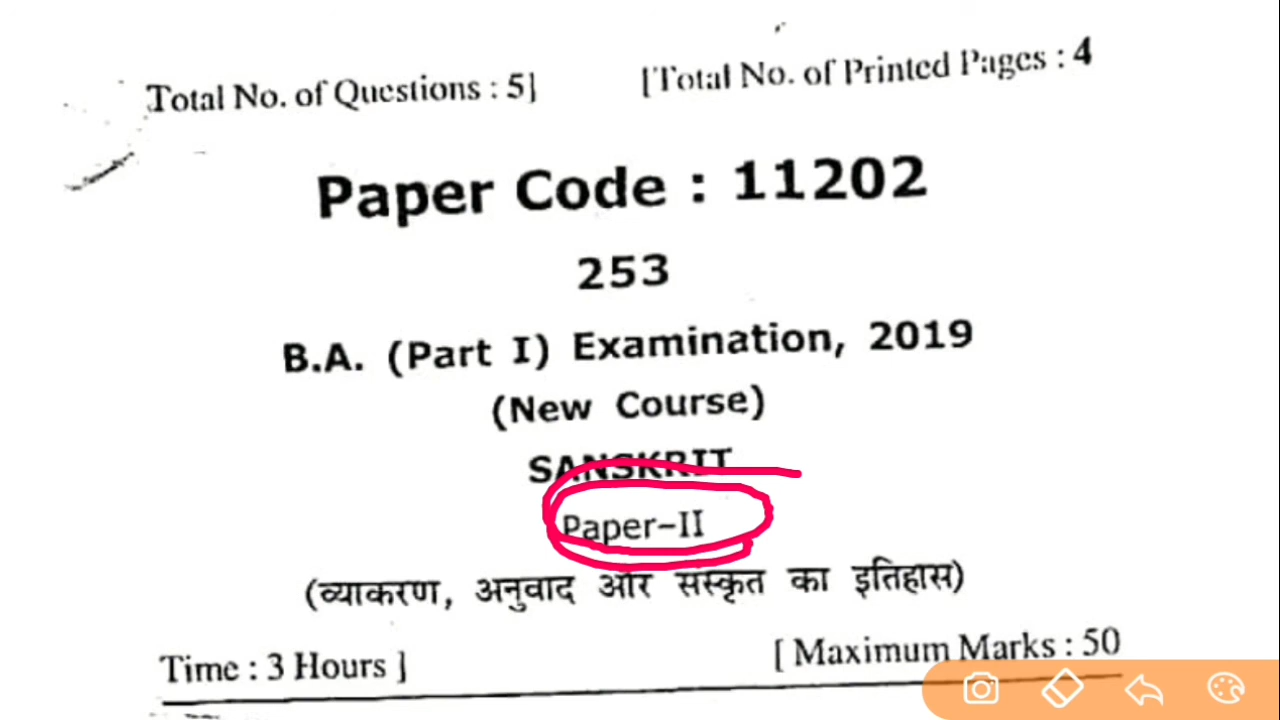 Total No. of Questions : 5] [Total No. of Printed Pages : 4
Paper Code : 11202
253
B.A. (Part I) Examination, 2019
(New Course)
SANSKRIT
Paper–II
(व्याकरण, अनुवाद और संस्कृत का इतिहास)
Time : 3 Hours ] [ Maximum Marks : 50